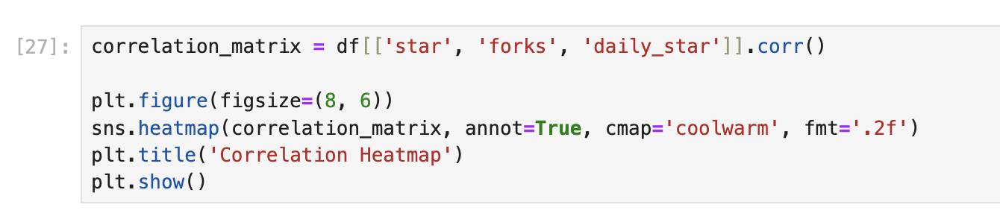 [27]:
correlation_matrix = df[['star', 'forks', 'daily_star']].corr()
plt.figure(figsize=(8, 6))
sns.heatmap(correlation_matrix, annot=True, cmap='coolwarm', fmt='.2f')
plt.title('Correlation Heatmap')
plt.show()